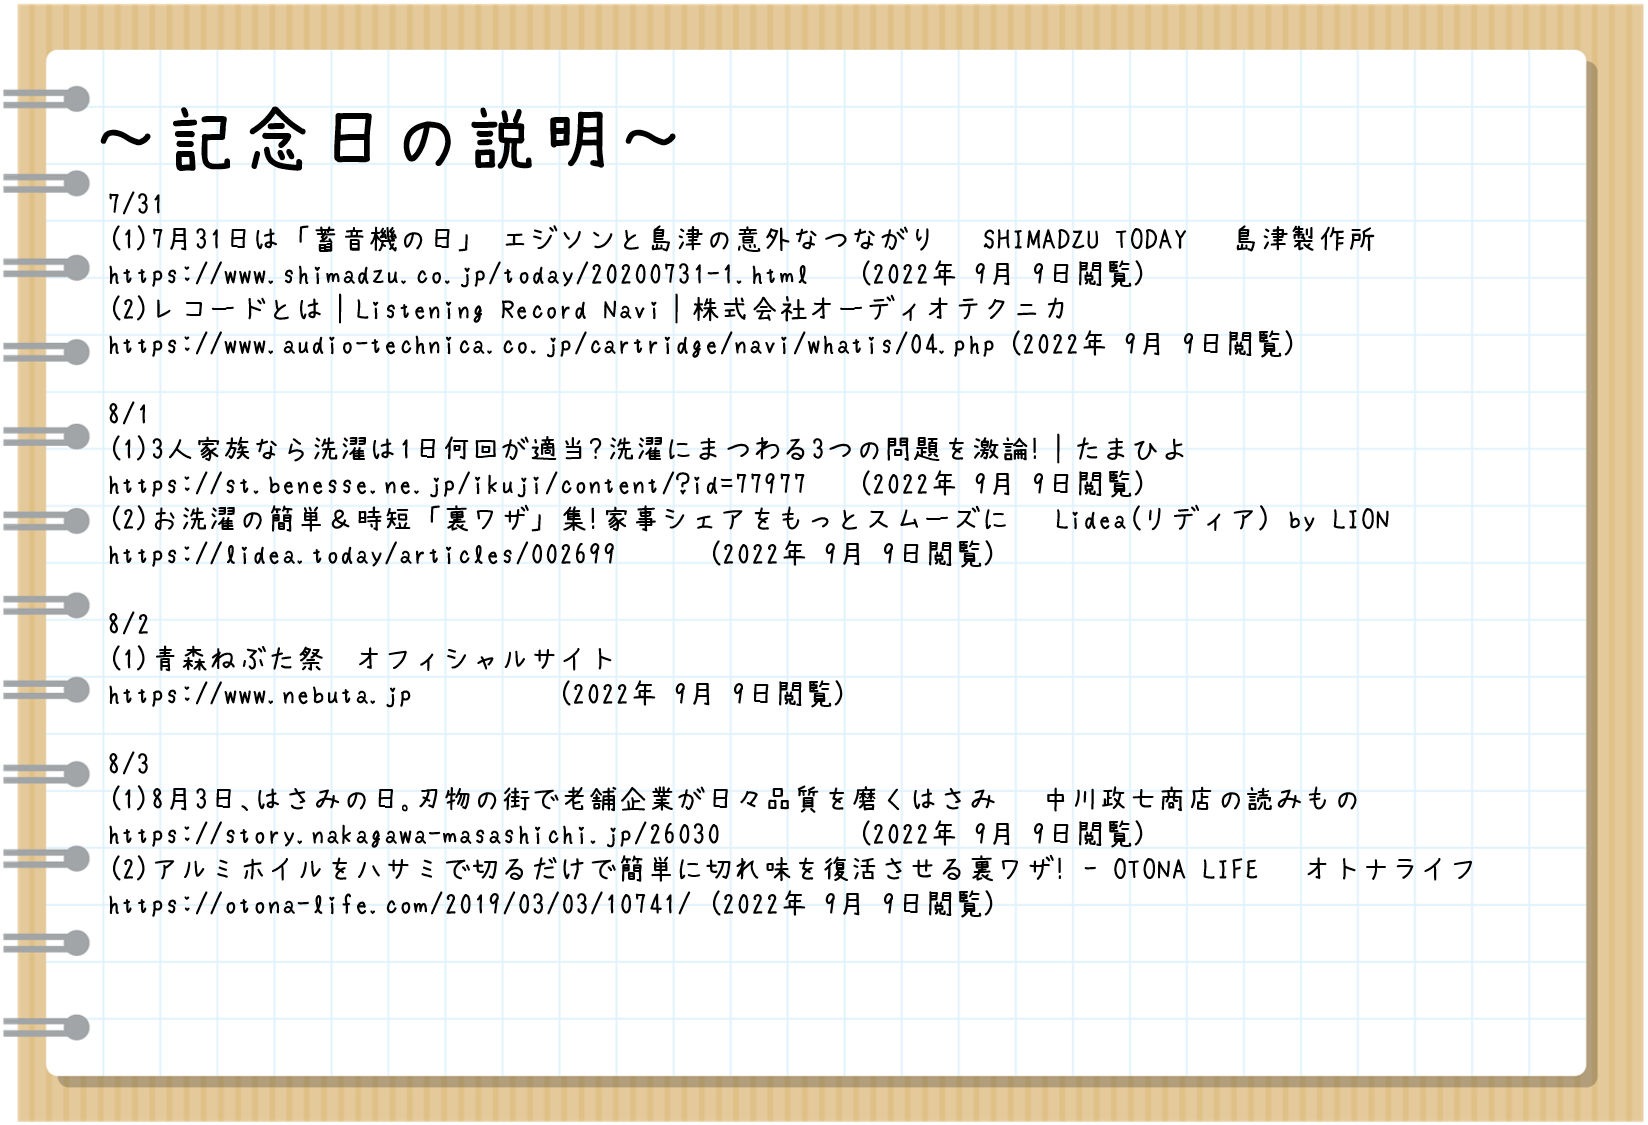 ～記念日の説明～
7/31
(1)7月31日は「蓄音機の日」 エジソンと島津の意外なつながり　SHIMADZU TODAY　島津製作所
https://www.shimadzu.co.jp/today/20200731-1.html　(2022年 9月 9日閲覧)
(2)レコードとは｜Listening Record Navi｜株式会社オーディオテクニカ
https://www.audio-technica.co.jp/cartridge/navi/whatis/04.php (2022年 9月 9日閲覧)
8/1
(1)3人家族なら洗濯は1日何回が適当?洗濯にまつわる3つの問題を激論!｜たまひよ
https://st.benesse.ne.jp/ikuji/content/?id=77977　(2022年 9月 9日閲覧)
(2)お洗濯の簡単＆時短「裏ワザ」集!家事シェアをもっとスムーズに　Lidea(リディア) by LION
https://lidea.today/articles/002699　(2022年 9月 9日閲覧)
8/2
(1)青森ねぶた祭　オフィシャルサイト
https://www.nebuta.jp　(2022年 9月 9日閲覧)
8/3
(1)8月3日、はさみの日。刃物の街で老舗企業が日々品質を磨くはさみ　中川政七商店の読みもの
https://story.nakagawa-masashichi.jp/26030　(2022年 9月 9日閲覧)
(2)アルミホイルをハサミで切るだけで簡単に切れ味を復活させる裏ワザ! - OTONA LIFE　オトナライフ
https://otona-life.com/2019/03/03/10741/ (2022年 9月 9日閲覧)